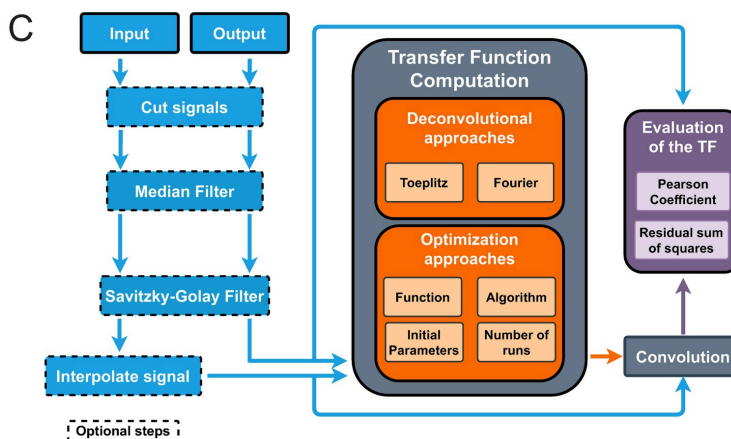 C
Input
Output
Cut signals
Median Filter
Savitzky-Golay Filter
Interpolate signal
Optional steps
Transfer Function
Computation
Deconvolutional
approaches
Toeplitz
Fourier
Optimization
approaches
Function
Algorithm
Initial
Parameters
Number of
runs
Evaluation
of the TF
Pearson
Coefficient
Residual sum
of squares
Convolution